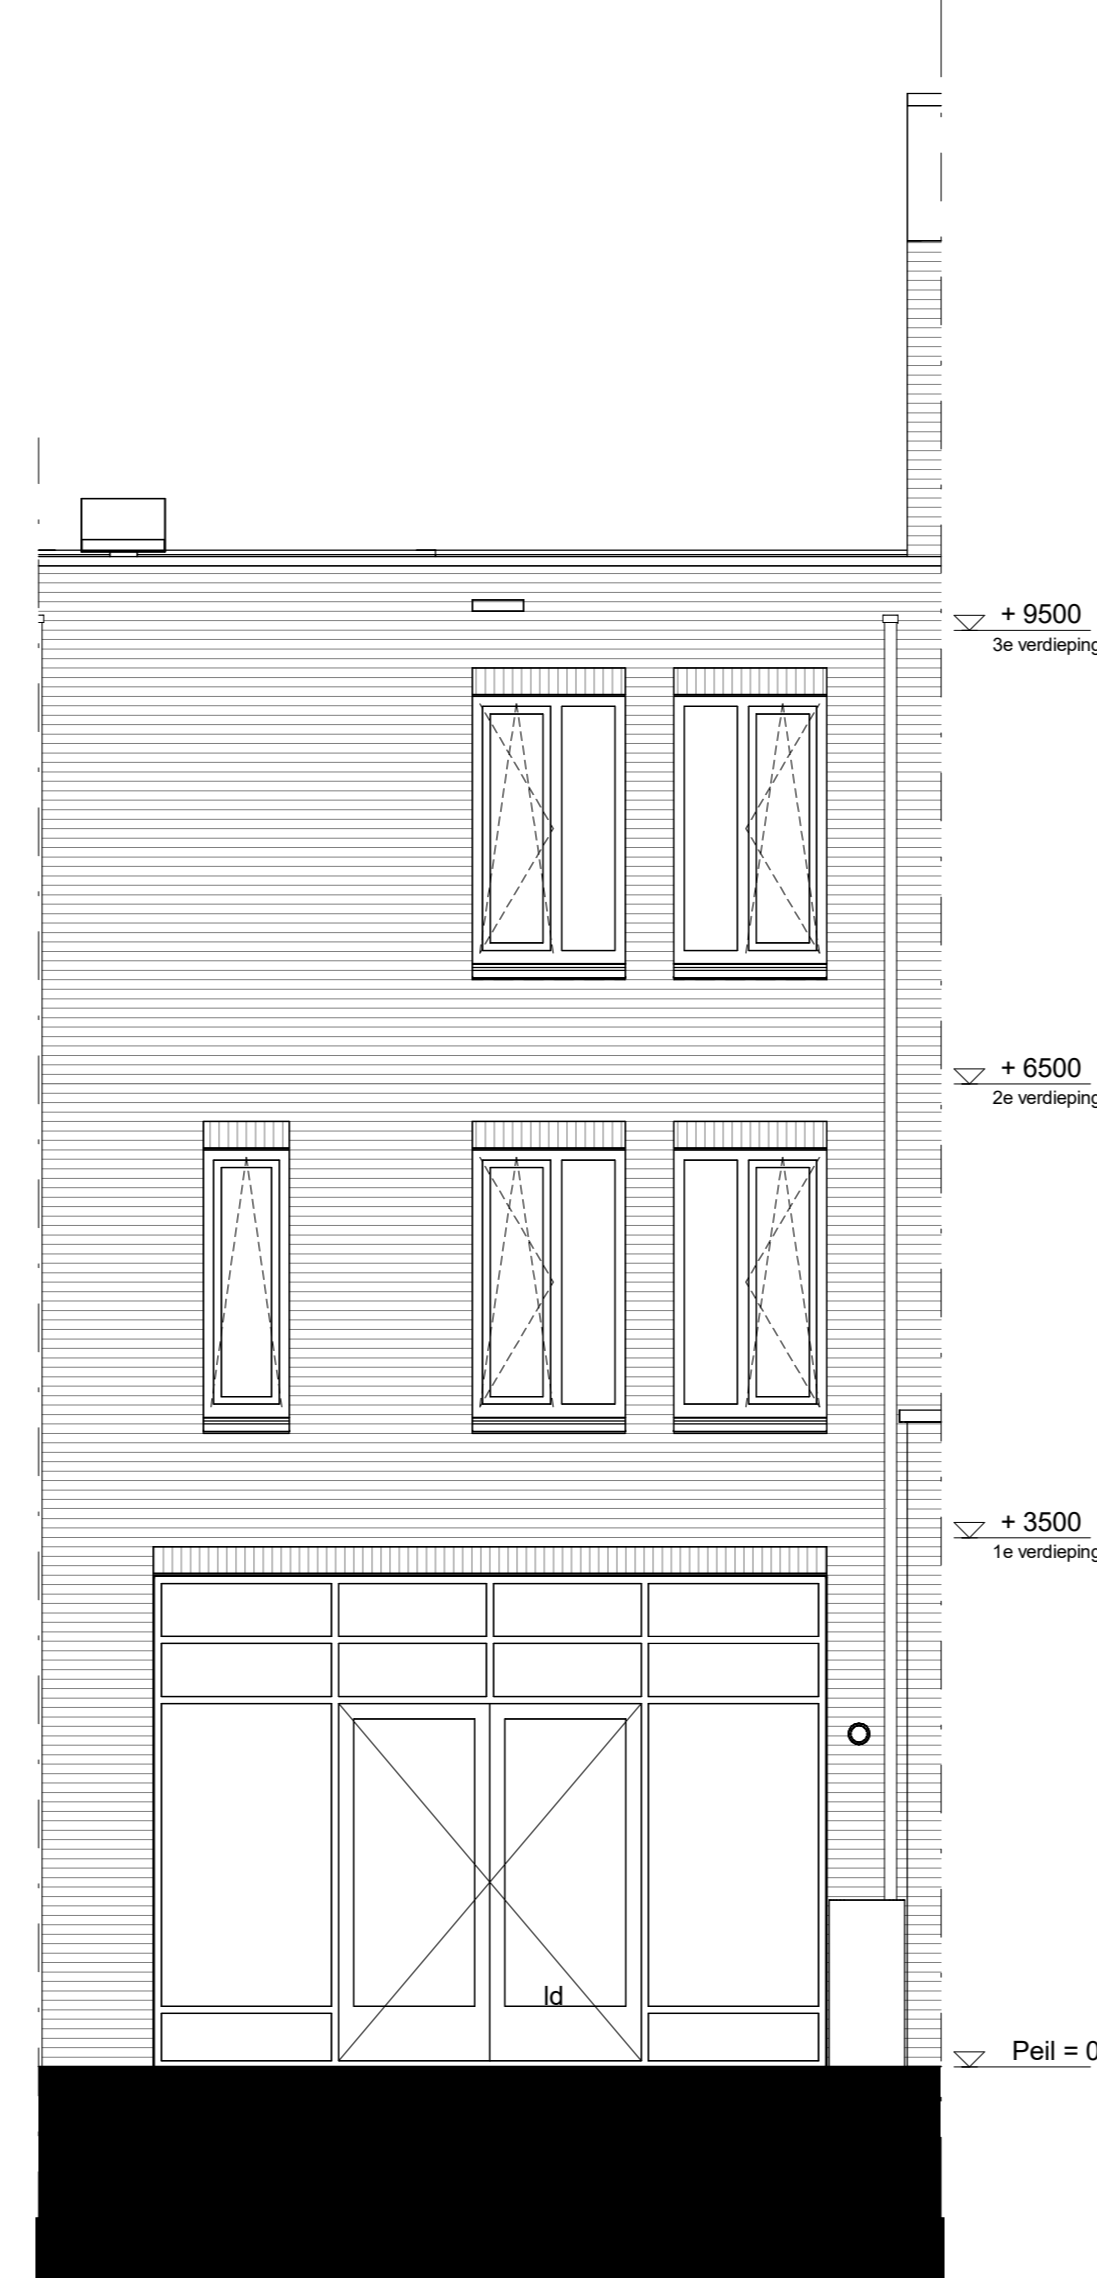 + 9500
3e verdieping
+ 6500
2e verdieping
+ 3500
1e verdieping
ld
Peil = 0